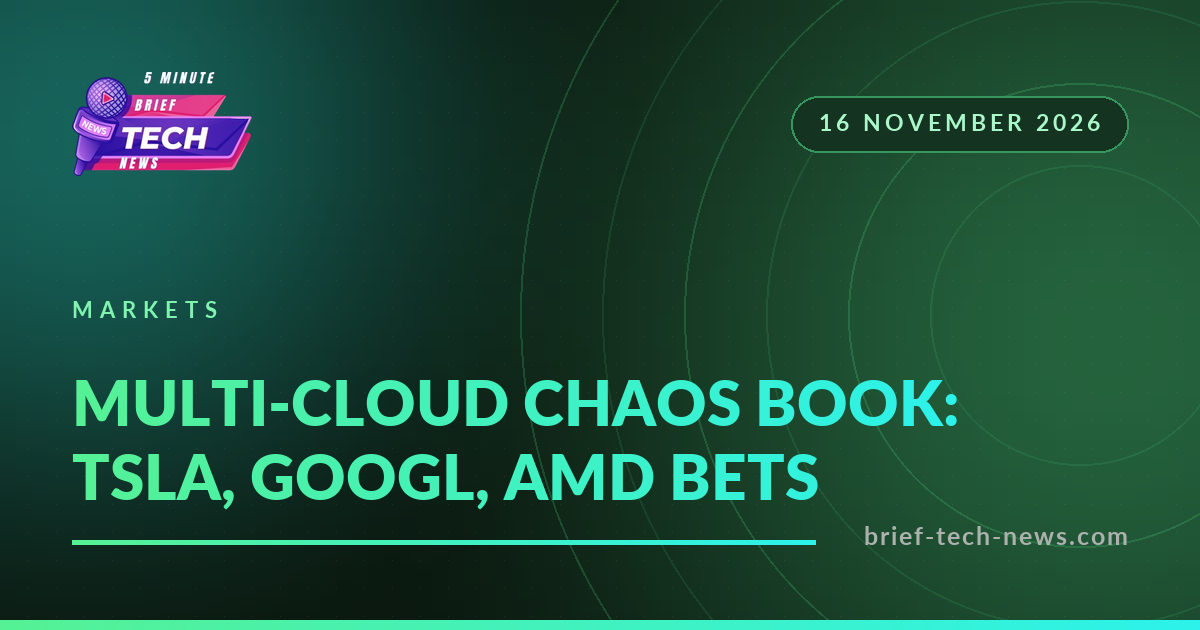 5 MINUTE
BRIEF
NEWS
TECH
NEWS
16 NOVEMBER 2026
MARKETS
MULTI-CLOUD CHAOS BOOK:
TSLA, GOOGL, AMD BETS
brief-tech-news.com